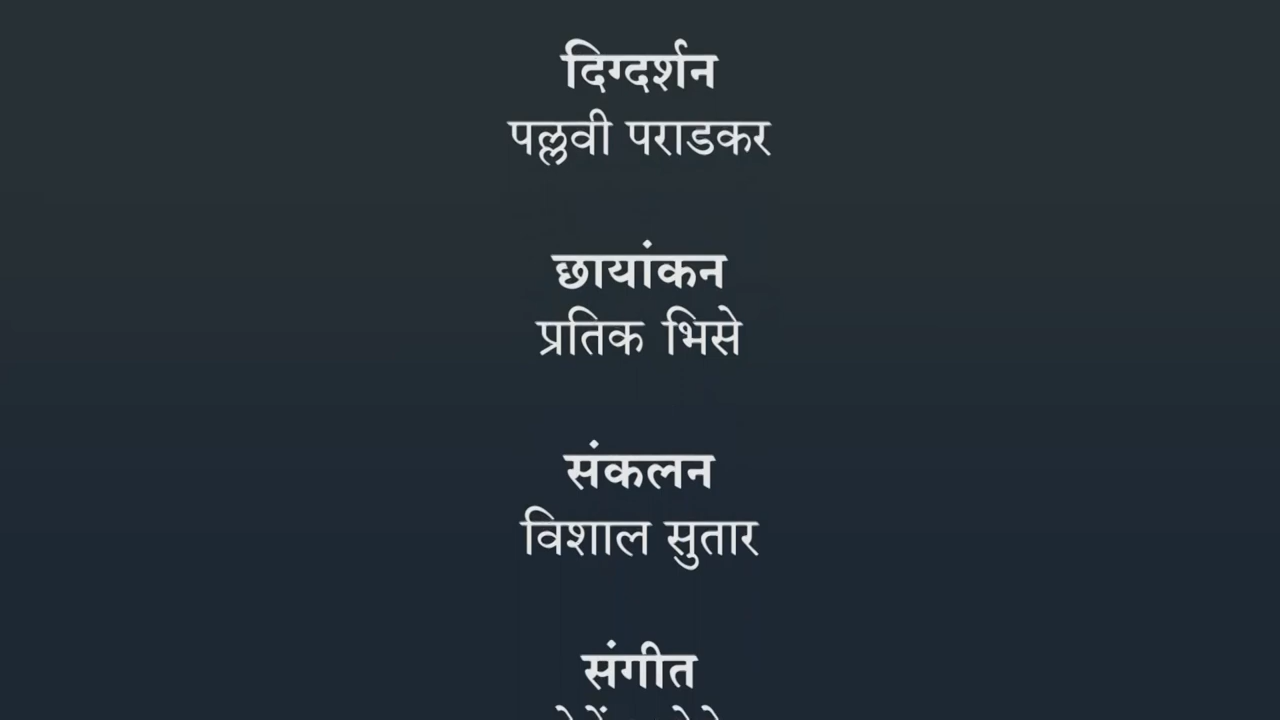 दिग्दर्शन
पल्लवी पराडकर
छायांकन
प्रतिक भिसे
संकलन
विशाल सुतार
संगीत